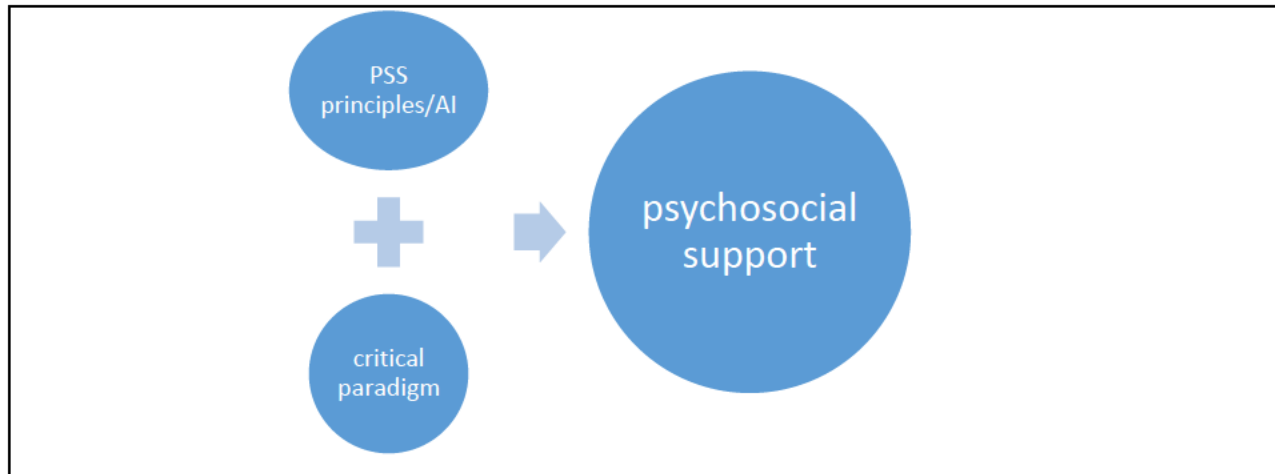 PSS
principles/AI
critical
paradigm
psychosocial
support